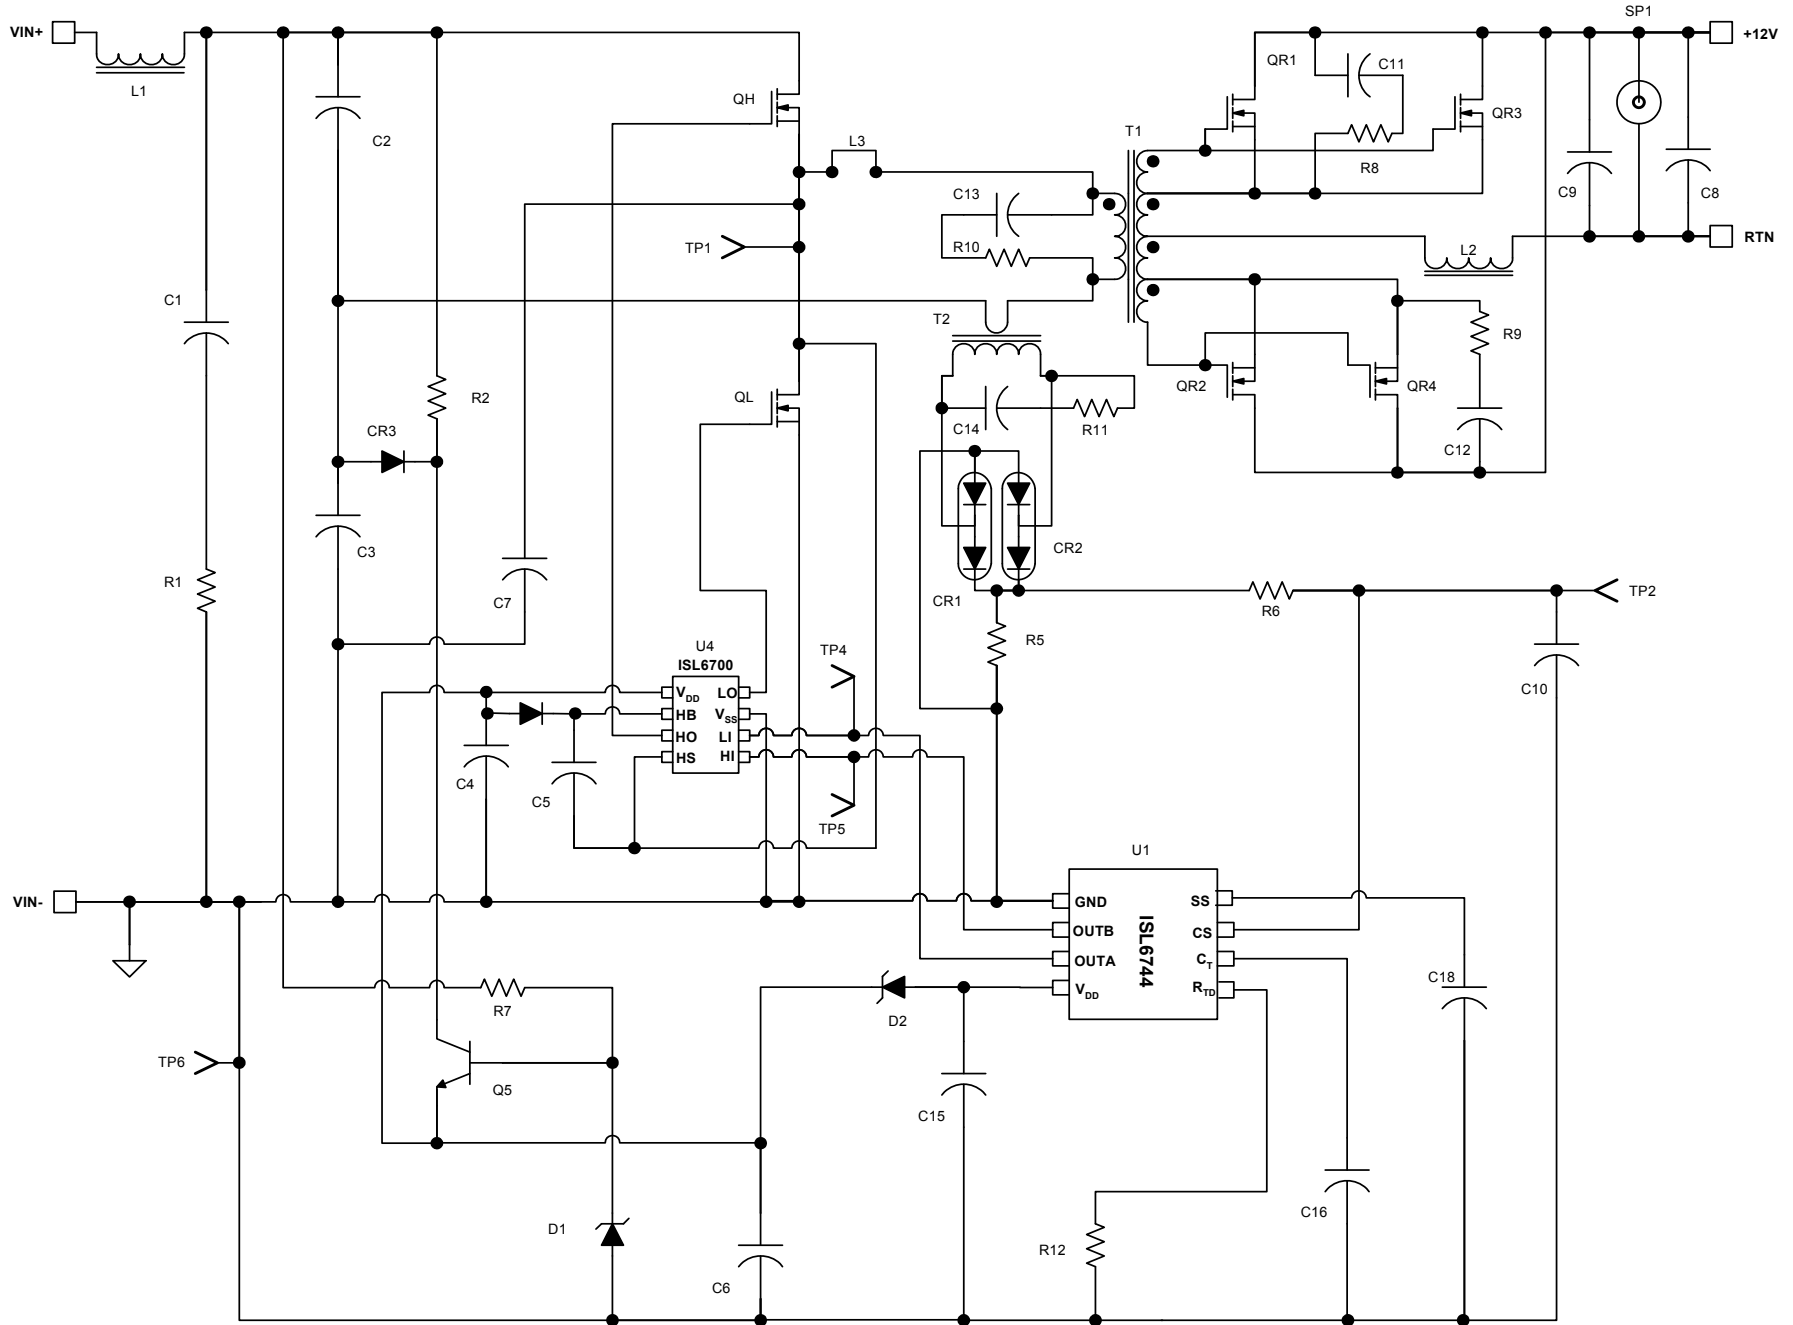 SP1
VIN+
+12V
L1
QR1
C11
QH
QR3
C2
T1
L3
R8
C13
C9
C8
TP1
R10
L2
RTN
C1
T2
R9
QR2
QR4
R2
QL
CR3
C14
R11
C12
C3
CR2
R1
C7
CR1
R6
TP2
R5
U4
ISL6700
TP4
C10
VDD
LO
HB
VSS
HO
LI
HS
HI
C4
C5
TP5
U1
VIN-
GND
SS
OUTB
CS
OUTA
CT
VDD
RTD
ISL6744
C18
R7
D2
TP6
Q5
C15
D1
C16
R12
C6